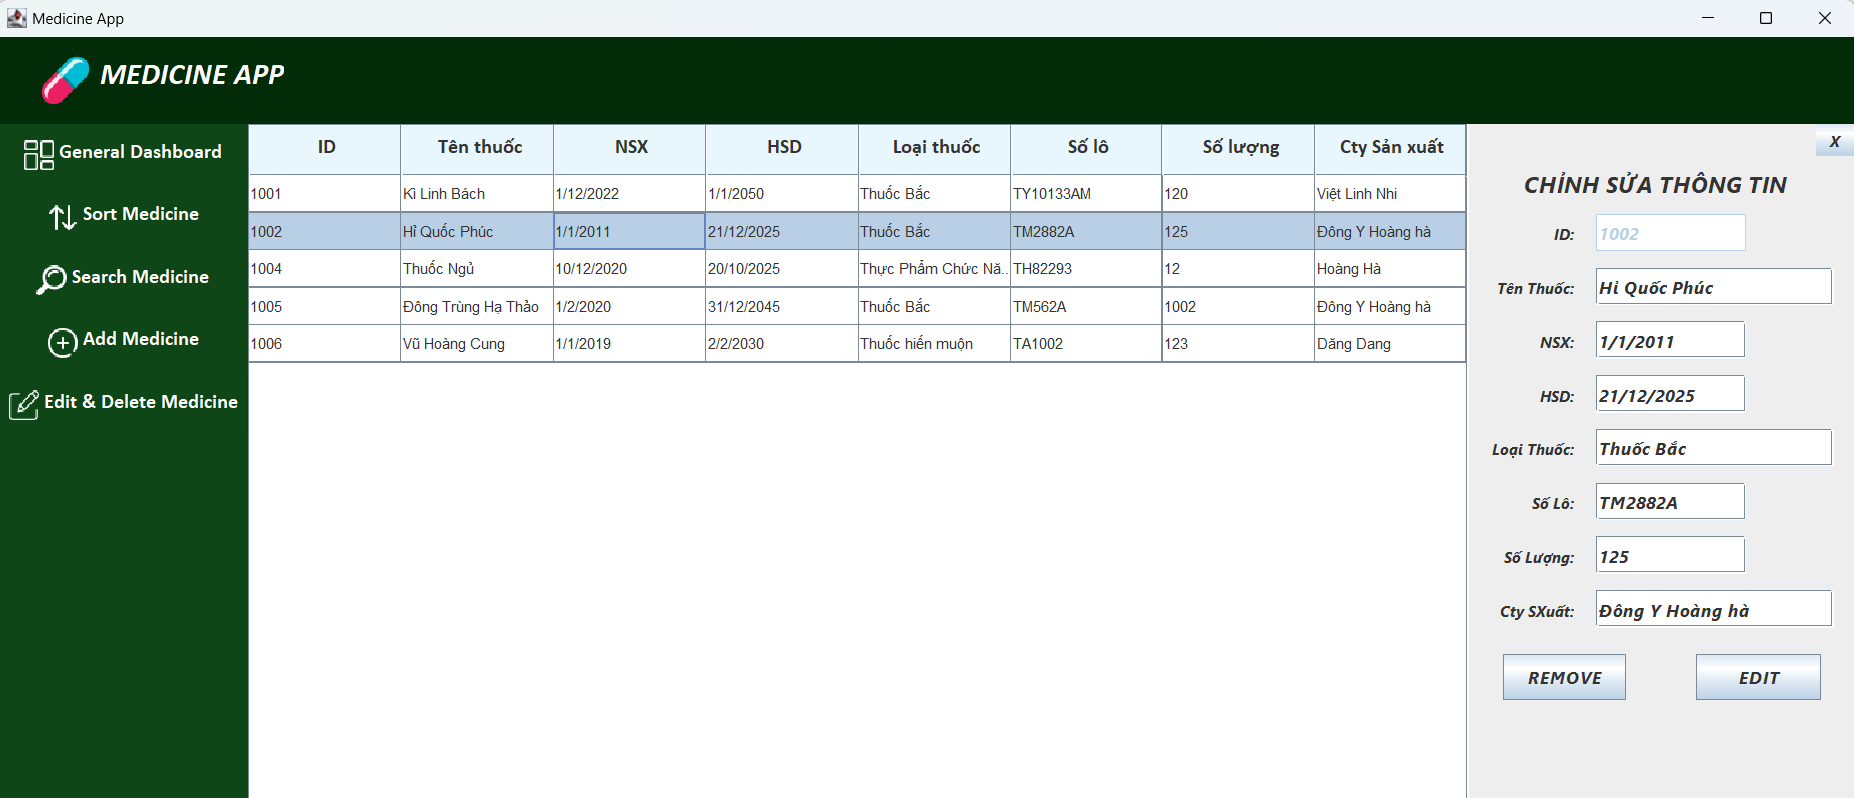 Medicine App
MEDICINE APP
General Dashboard
Sort Medicine
Search Medicine
Add Medicine
Edit & Delete Medicine
ID Tên thuốc NSX HSD Loại thuốc Số lô Số lượng Cty Sản xuất
1001 Kì Linh Bách 1/12/2022 1/1/2050 Thuốc Bắc TY10133AM 120 Việt Linh Nhi
1002 Hỉ Quốc Phúc 1/1/2011 21/12/2025 Thuốc Bắc TM2882A 125 Đông Y Hoàng hà
1004 Thuốc Ngủ 10/12/2020 20/10/2025 Thực Phẩm Chức Nă... TH82293 12 Hoàng Hà
1005 Đông Trùng Hạ Thảo 1/2/2020 31/12/2045 Thuốc Bắc TM562A 1002 Đông Y Hoàng hà
1006 Vũ Hoàng Cung 1/1/2019 2/2/2030 Thuốc hiến muộn TA1002 123 Dăng Dang
X
CHỈNH SỬA THÔNG TIN
ID: 1002
Tên Thuốc: Hỉ Quốc Phúc
NSX: 1/1/2011
HSD: 21/12/2025
Loại Thuốc: Thuốc Bắc
Số Lô: TM2882A
Số Lượng: 125
Cty SXuất: Đông Y Hoàng hà
REMOVE EDIT